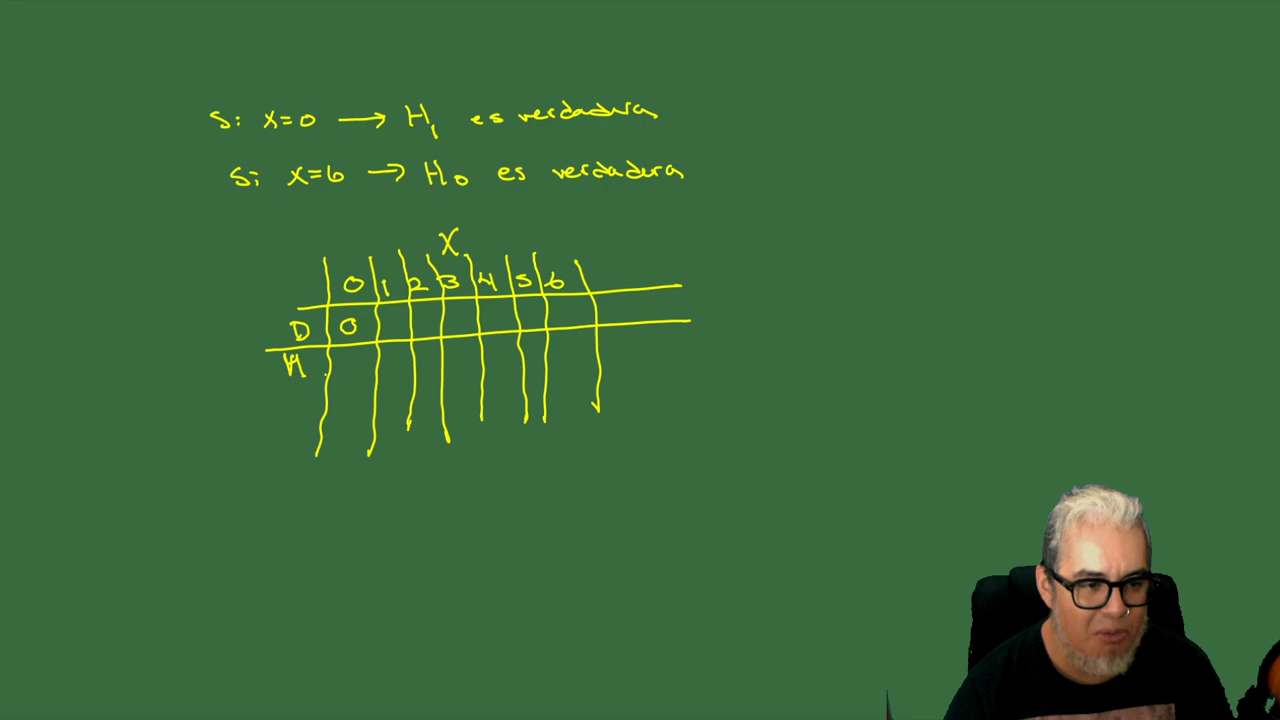 Si x=0 → H1 es verdadera
Si x=6 → H0 es verdadera
X
0 1 2 3 4 5 6
D 0